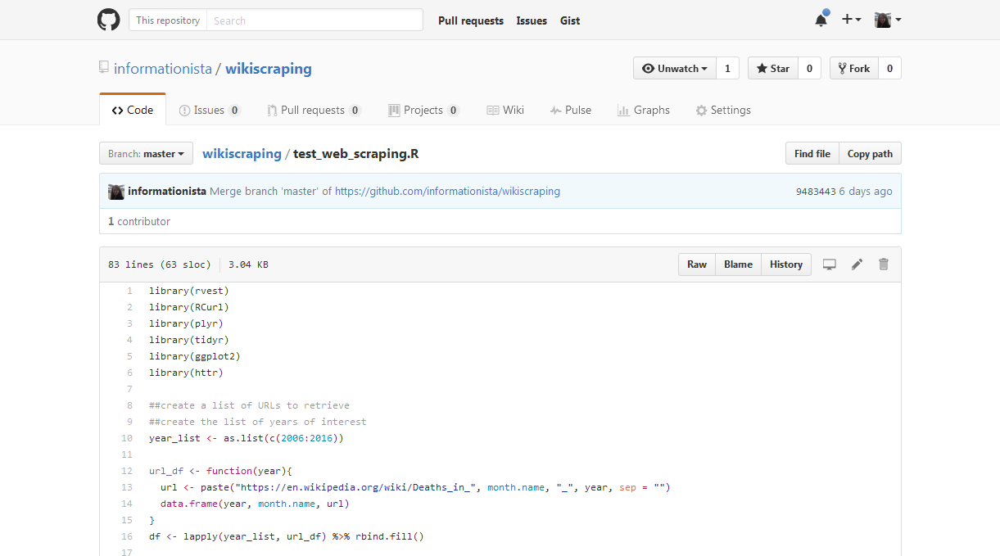 This repository Search Pull requests Issues Gist
informationista / wikiscraping Unwatch 1 Star 0 Fork 0
Code Issues 0 Pull requests 0 Projects 0 Wiki Pulse Graphs Settings
Branch: master wikiscraping / test_web_scraping.R Find file Copy path
informationista Merge branch 'master' of https://github.com/informationista/wikiscraping 9483443 6 days ago
1 contributor
83 lines (63 sloc) 3.04 KB Raw Blame History
1 library(rvest)
2 library(RCurl)
3 library(plyr)
4 library(tidyr)
5 library(ggplot2)
6 library(httr)
7
8 ##create a list of URLs to retrieve
9 ##create the list of years of interest
10 year_list <- as.list(c(2006:2016))
11
12 url_df <- function(year){
13 url <- paste("https://en.wikipedia.org/wiki/Deaths_in_", month.name, "_", year, sep = "")
14 data.frame(year, month.name, url)
15 }
16 df <- lapply(year_list, url_df) %>% rbind.fill()
17